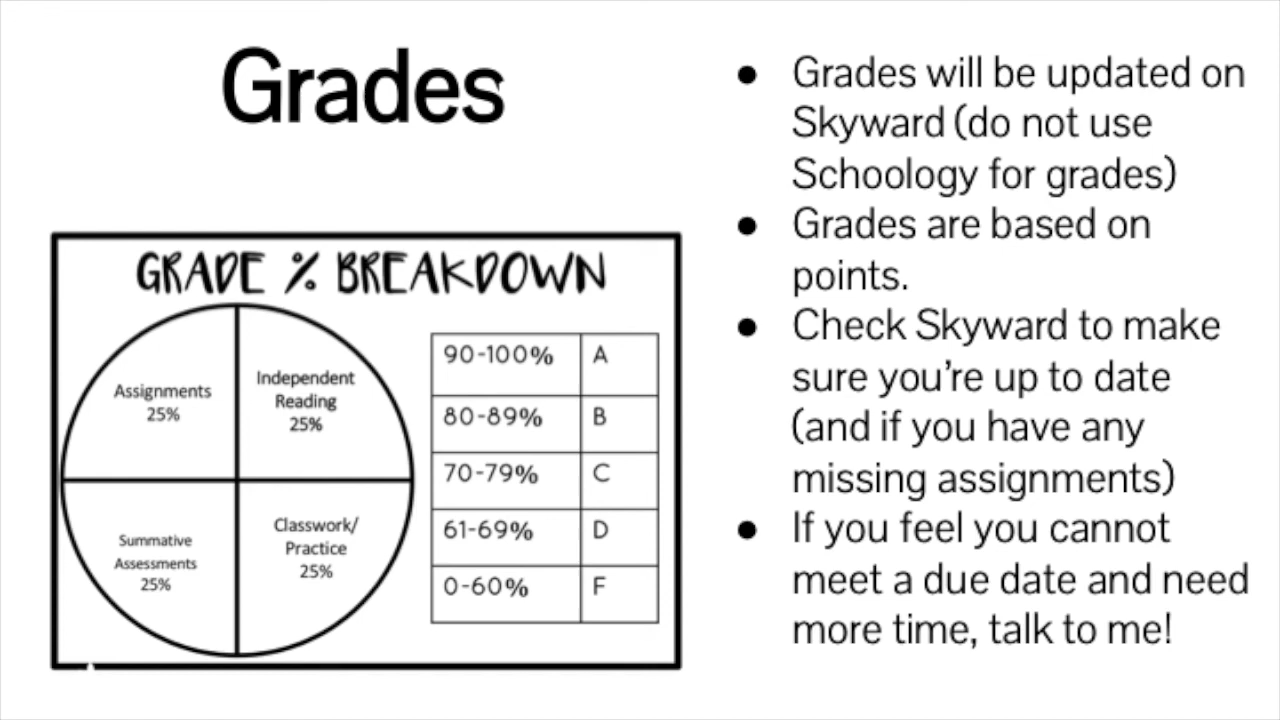 Grades
GRADE % BREAKDOWN
Assignments
25%
Independent
Reading
25%
Summative
Assessments
25%
Classwork/
Practice
25%
90-100% A
80-89% B
70-79% C
61-69% D
0-60% F
● Grades will be updated on
Skyward (do not use
Schoology for grades)
● Grades are based on
points.
● Check Skyward to make
sure you're up to date
(and if you have any
missing assignments)
● If you feel you cannot
meet a due date and need
more time, talk to me!